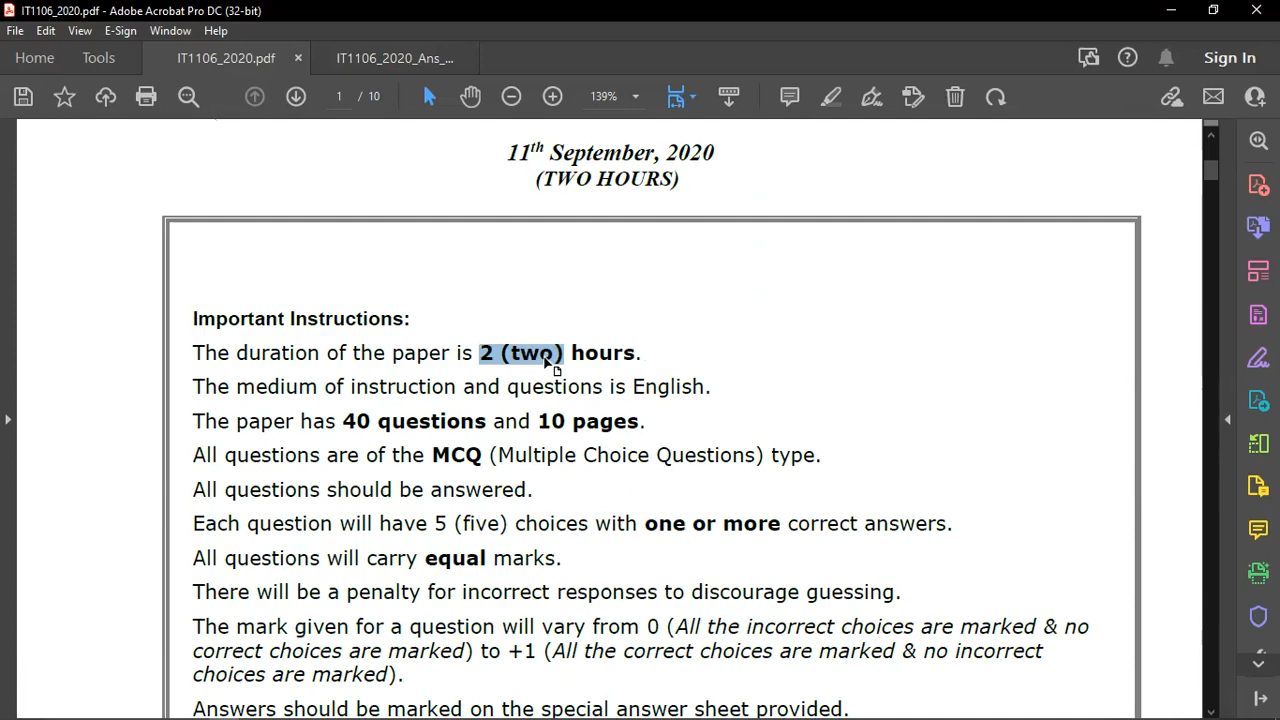 IT1106_2020.pdf - Adobe Acrobat Pro DC (32-bit)
File Edit View E-Sign Window Help
Home Tools IT1106_2020.pdf × IT1106_2020_Ans_... Sign In
1 / 10 139%
11th September, 2020
(TWO HOURS)
Important Instructions:
The duration of the paper is 2 (two) hours.
The medium of instruction and questions is English.
The paper has 40 questions and 10 pages.
All questions are of the MCQ (Multiple Choice Questions) type.
All questions should be answered.
Each question will have 5 (five) choices with one or more correct answers.
All questions will carry equal marks.
There will be a penalty for incorrect responses to discourage guessing.
The mark given for a question will vary from 0 (All the incorrect choices are marked & no
correct choices are marked) to +1 (All the correct choices are marked & no incorrect
choices are marked).
Answers should be marked on the special answer sheet provided.